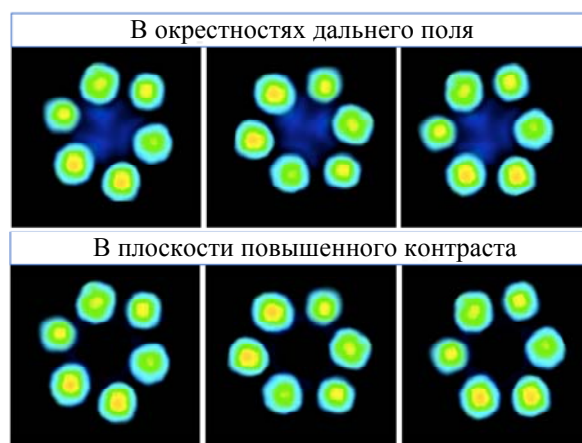 В окрестностях дальнего поля
В плоскости повышенного контраста